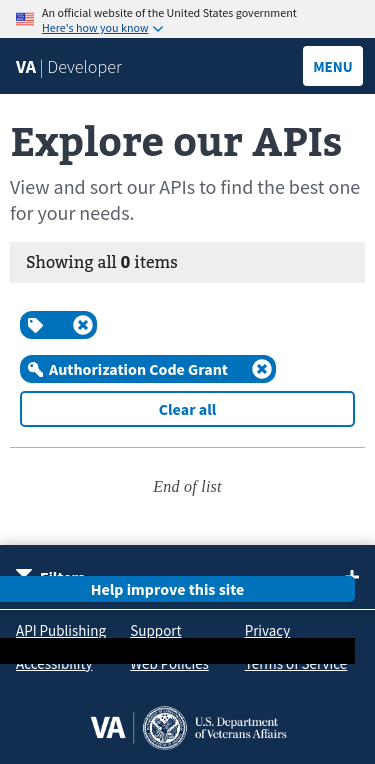 An official website of the United States government
Here's how you know
VA | Developer
MENU
Explore our APIs
View and sort our APIs to find the best one
for your needs.
Showing all 0 items
Authorization Code Grant
Clear all
End of list
Filters
Help improve this site
API Publishing Support Privacy
Accessibility Web Policies Terms of Service
VA U.S. Department
of Veterans Affairs